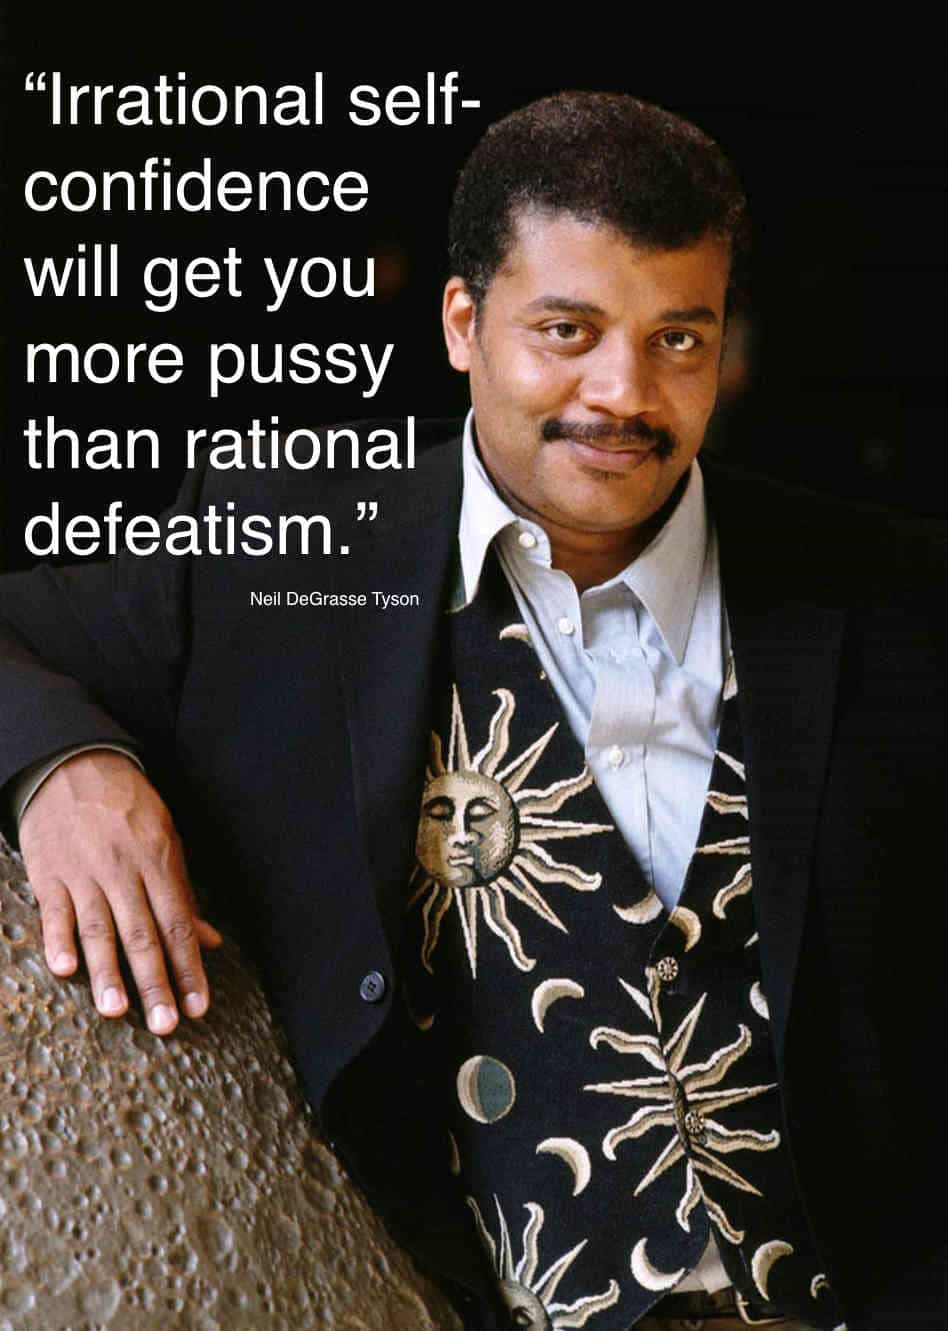 “Irrational self-
confidence
will get you
more pussy
than rational
defeatism.”
Neil DeGrasse Tyson